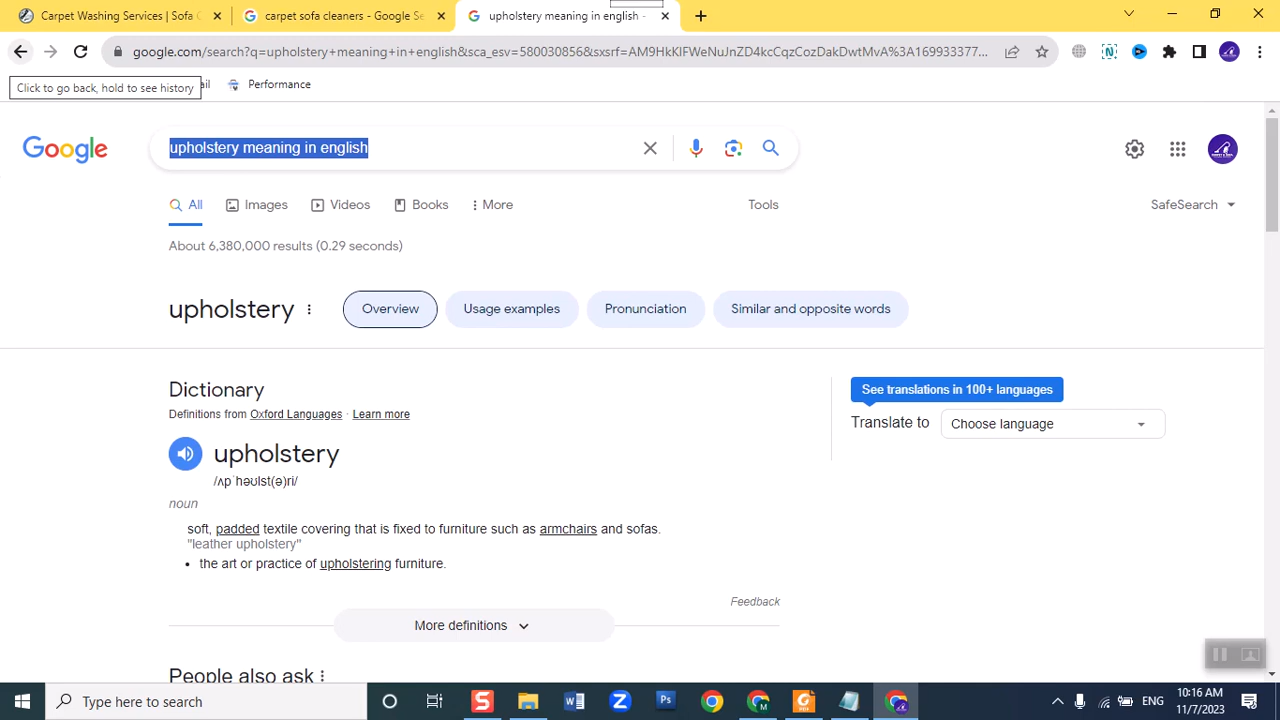 Carpet Washing Services | Sofa C
carpet sofa cleaners - Google Se
upholstery meaning in english -
google.com/search?q=upholstery+meaning+in+english&sca_esv=580030856&sxsrf=AM9HkKlFWeNuJnZD4kcCqzCozDakDwtMvA%3A169933377...
Click to go back, hold to see history
ail
Performance
Google
upholstery meaning in english
All
Images
Videos
Books
More
Tools
SafeSearch
About 6,380,000 results (0.29 seconds)
upholstery
Overview
Usage examples
Pronunciation
Similar and opposite words
Dictionary
Definitions from Oxford Languages · Learn more
See translations in 100+ languages
Translate to
Choose language
upholstery
/ʌpˈhəʊlst(ə)ri/
noun
soft, padded textile covering that is fixed to furniture such as armchairs and sofas.
"leather upholstery"
• the art or practice of upholstering furniture.
Feedback
More definitions
People also ask
Type here to search
ENG
10:16 AM
11/7/2023